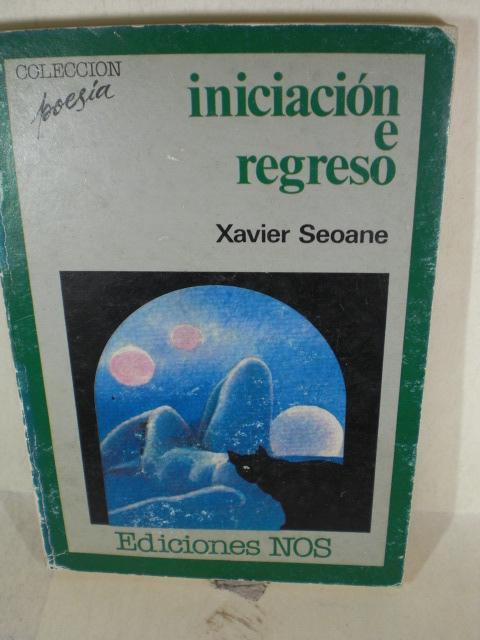 COLECCION
poesía
iniciación
e
regreso
Xavier Seoane
Ediciones NOS